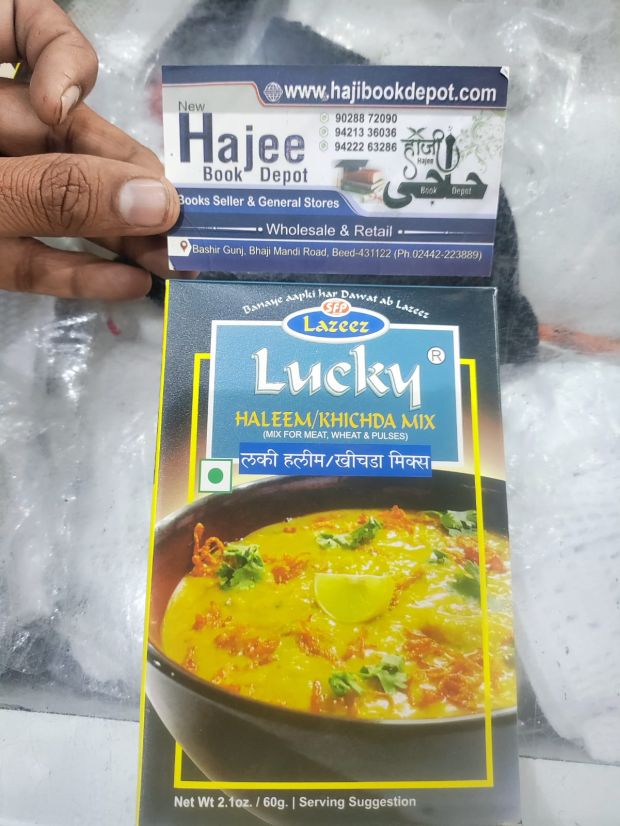 www.hajibookdepot.com
New
Hajee
Book Depot
90288 72090
94213 36036
94222 63286
हाजी
Hajee
حاجی
Book Depot
Books Seller & General Stores
• Wholesale & Retail •
Bashir Gunj, Bhaji Mandi Road, Beed-431122 (Ph.02442-223889)
Banaye aapki har Dawat ab Lazeez
SFP
Lazeez
Lucky ®
HALEEM/KHICHDA MIX
(MIX FOR MEAT, WHEAT & PULSES)
लकी हलीम/खीचडा मिक्स
Net Wt 2.1oz. / 60g. | Serving Suggestion